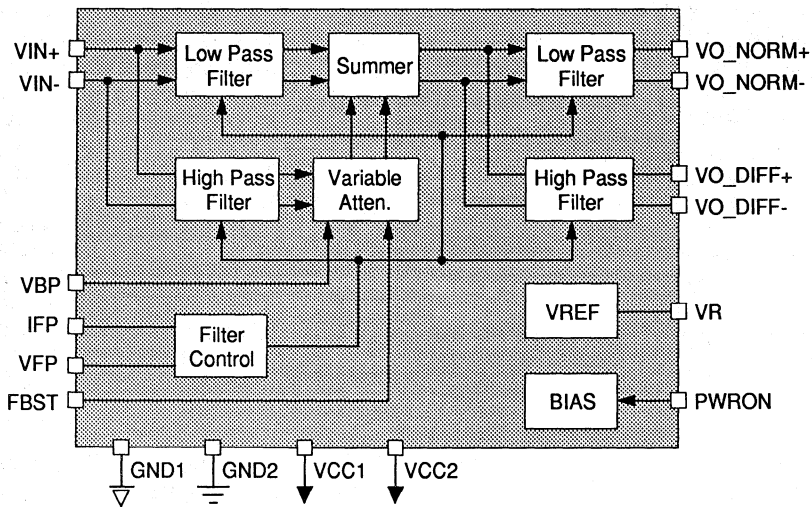 VIN+
VIN-
Low Pass
Filter
Summer
Low Pass
Filter
VO_NORM+
VO_NORM-
High Pass
Filter
Variable
Atten.
High Pass
Filter
VO_DIFF+
VO_DIFF-
VBP
IFP
VFP
FBST
Filter
Control
VREF
VR
BIAS
PWRON
GND1
GND2
VCC1
VCC2